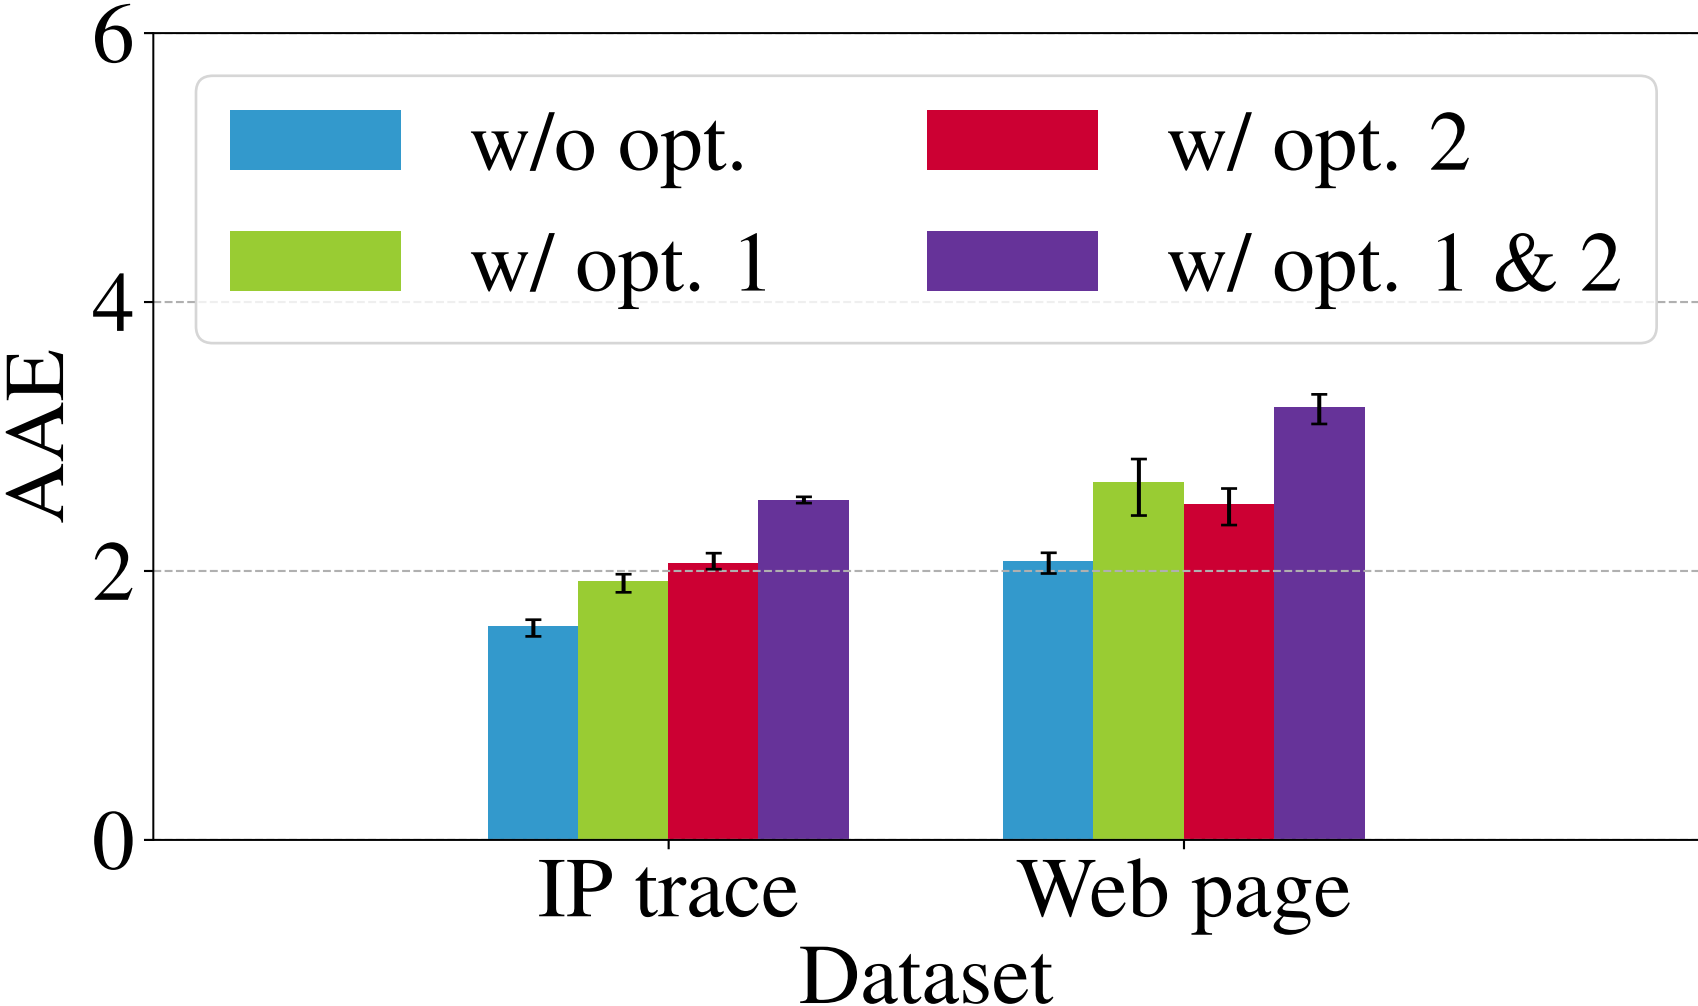 6
w/o opt.
w/ opt. 2
w/ opt. 1
w/ opt. 1 & 2
4
AAE
2
0
IP trace
Web page
Dataset